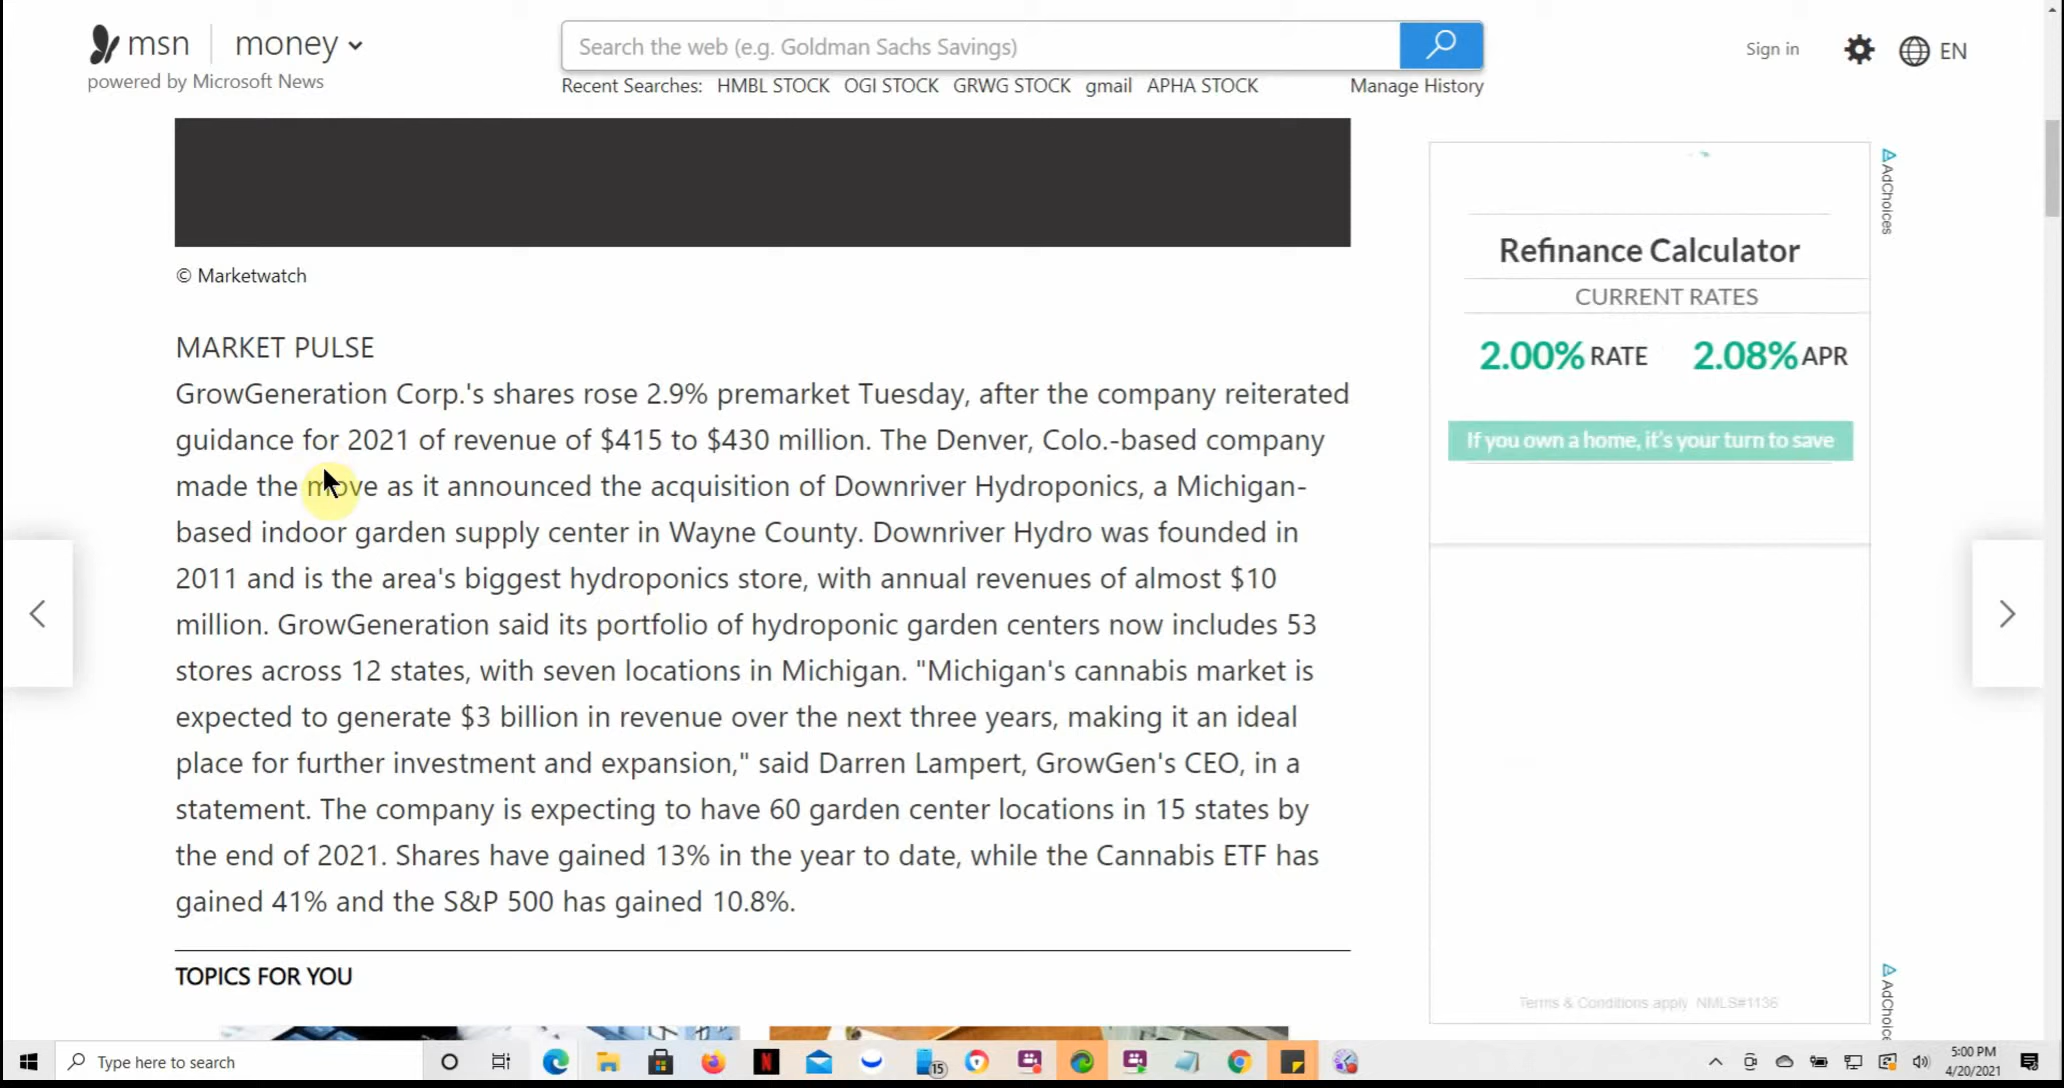 msn money
Search the web (e.g. Goldman Sachs Savings)
Sign in
EN
powered by Microsoft News
Recent Searches: HMBL STOCK OGI STOCK GRWG STOCK gmail APHA STOCK Manage History
© Marketwatch
MARKET PULSE
GrowGeneration Corp.'s shares rose 2.9% premarket Tuesday, after the company reiterated
guidance for 2021 of revenue of $415 to $430 million. The Denver, Colo.-based company
made the move as it announced the acquisition of Downriver Hydroponics, a Michigan-
based indoor garden supply center in Wayne County. Downriver Hydro was founded in
2011 and is the area's biggest hydroponics store, with annual revenues of almost $10
million. GrowGeneration said its portfolio of hydroponic garden centers now includes 53
stores across 12 states, with seven locations in Michigan. "Michigan's cannabis market is
expected to generate $3 billion in revenue over the next three years, making it an ideal
place for further investment and expansion," said Darren Lampert, GrowGen's CEO, in a
statement. The company is expecting to have 60 garden center locations in 15 states by
the end of 2021. Shares have gained 13% in the year to date, while the Cannabis ETF has
gained 41% and the S&P 500 has gained 10.8%.
TOPICS FOR YOU
AdChoices
Refinance Calculator
CURRENT RATES
2.00% RATE 2.08% APR
If you own a home, it's your turn to save
Terms & Conditions apply NMLS#1136
AdChoice
Type here to search
N
15
5:00 PM
4/20/2021